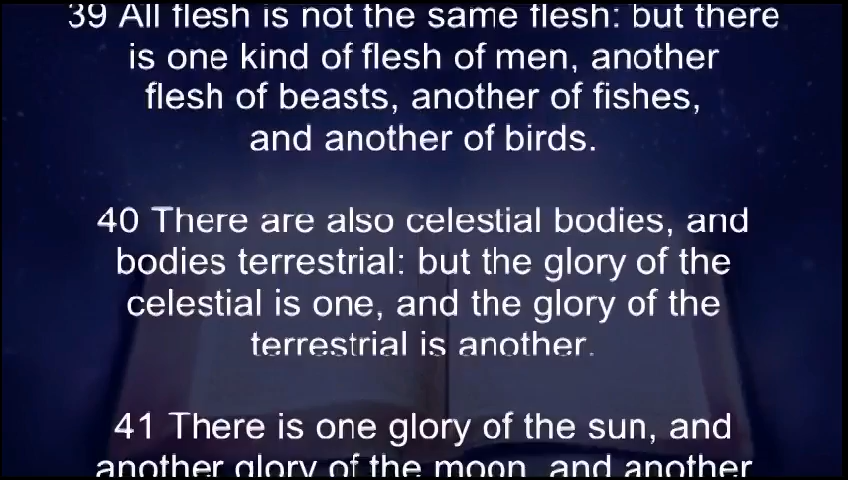 39 All flesh is not the same flesh: but there
is one kind of flesh of men, another
flesh of beasts, another of fishes,
and another of birds.
40 There are also celestial bodies, and
bodies terrestrial: but the glory of the
celestial is one, and the glory of the
terrestrial is another.
41 There is one glory of the sun, and
another glory of the moon, and another